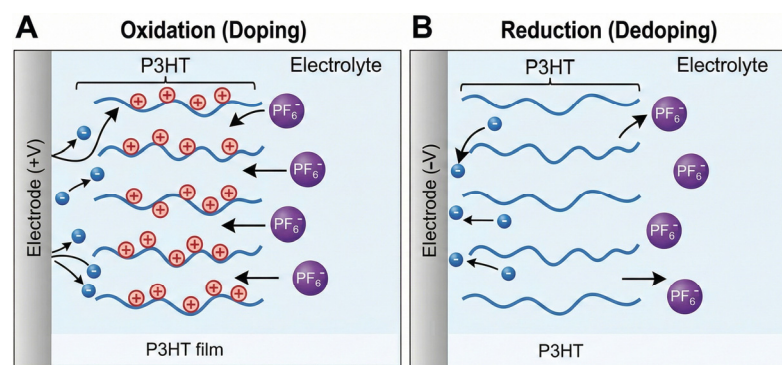 A
Oxidation (Doping)
P3HT
Electrolyte
Electrode (+V)
+ + + +
PF6-
-
+ + + +
-
PF6-
-
+ + + +
PF6-
-
+ + + + +
-
PF6-
-
+ + + +
P3HT film
B
Reduction (Dedoping)
P3HT
Electrolyte
Electrode (–V)
PF6-
-
-
PF6-
-
-
PF6-
-
-
PF6-
P3HT